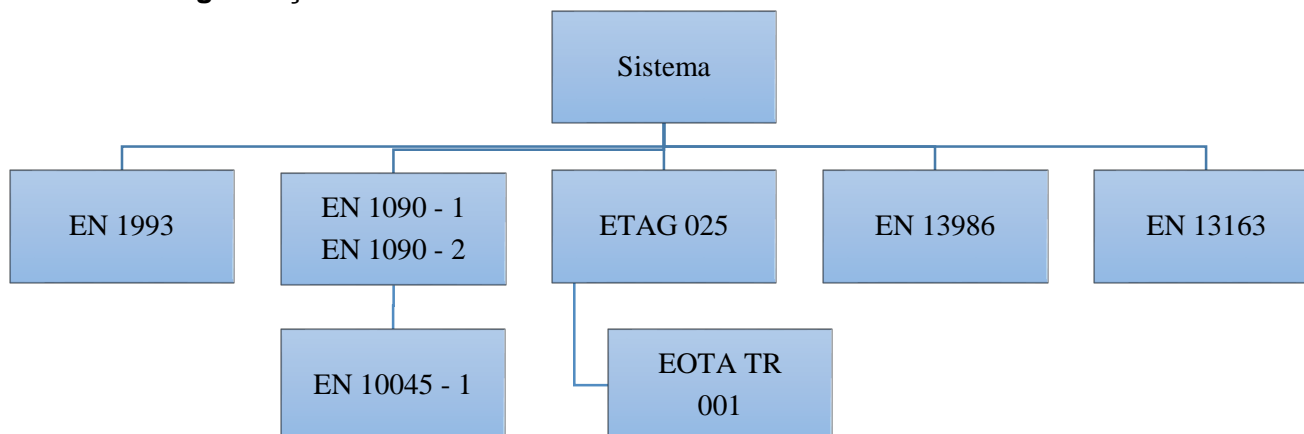 Sistema
EN 1993
EN 1090 - 1
EN 1090 - 2
ETAG 025
EN 13986
EN 13163
EN 10045 - 1
EOTA TR
001